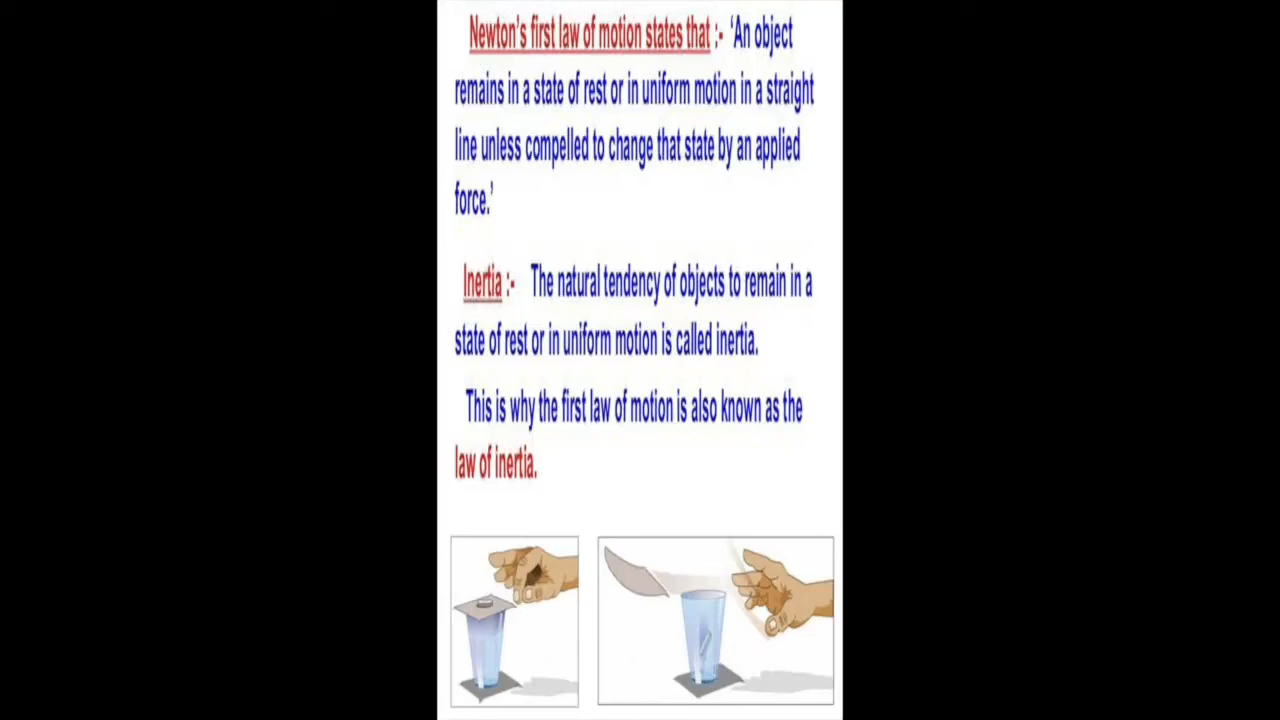 Newton's first law of motion states that :- 'An object
remains in a state of rest or in uniform motion in a straight
line unless compelled to change that state by an applied
force.'
Inertia :- The natural tendency of objects to remain in a
state of rest or in uniform motion is called inertia.
This is why the first law of motion is also known as the
law of inertia.